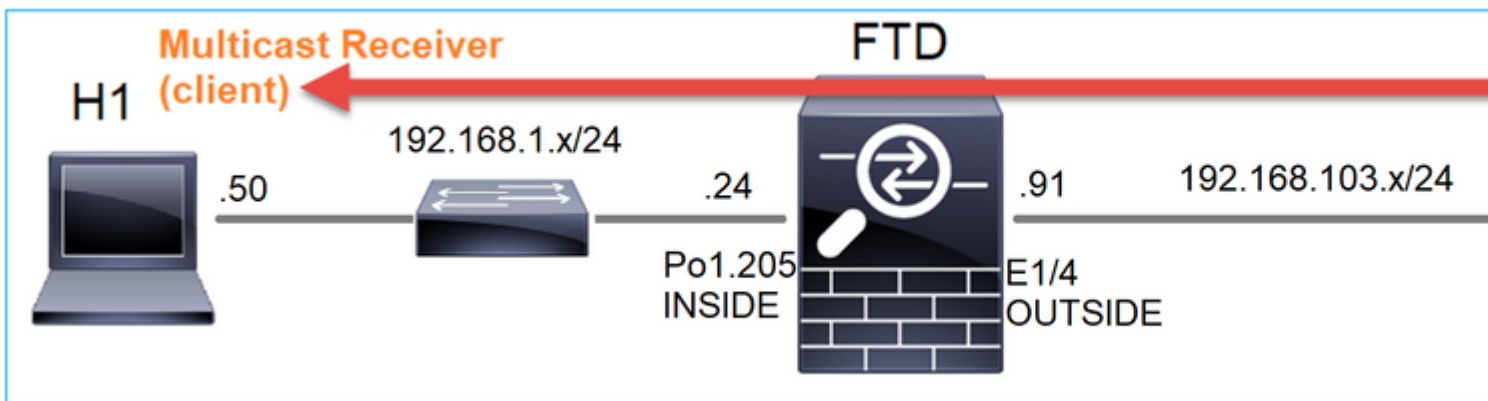 Multicast Receiver
(client)
FTD
H1
192.168.1.x/24
.50
.24
.91
192.168.103.x/24
Po1.205
INSIDE
E1/4
OUTSIDE